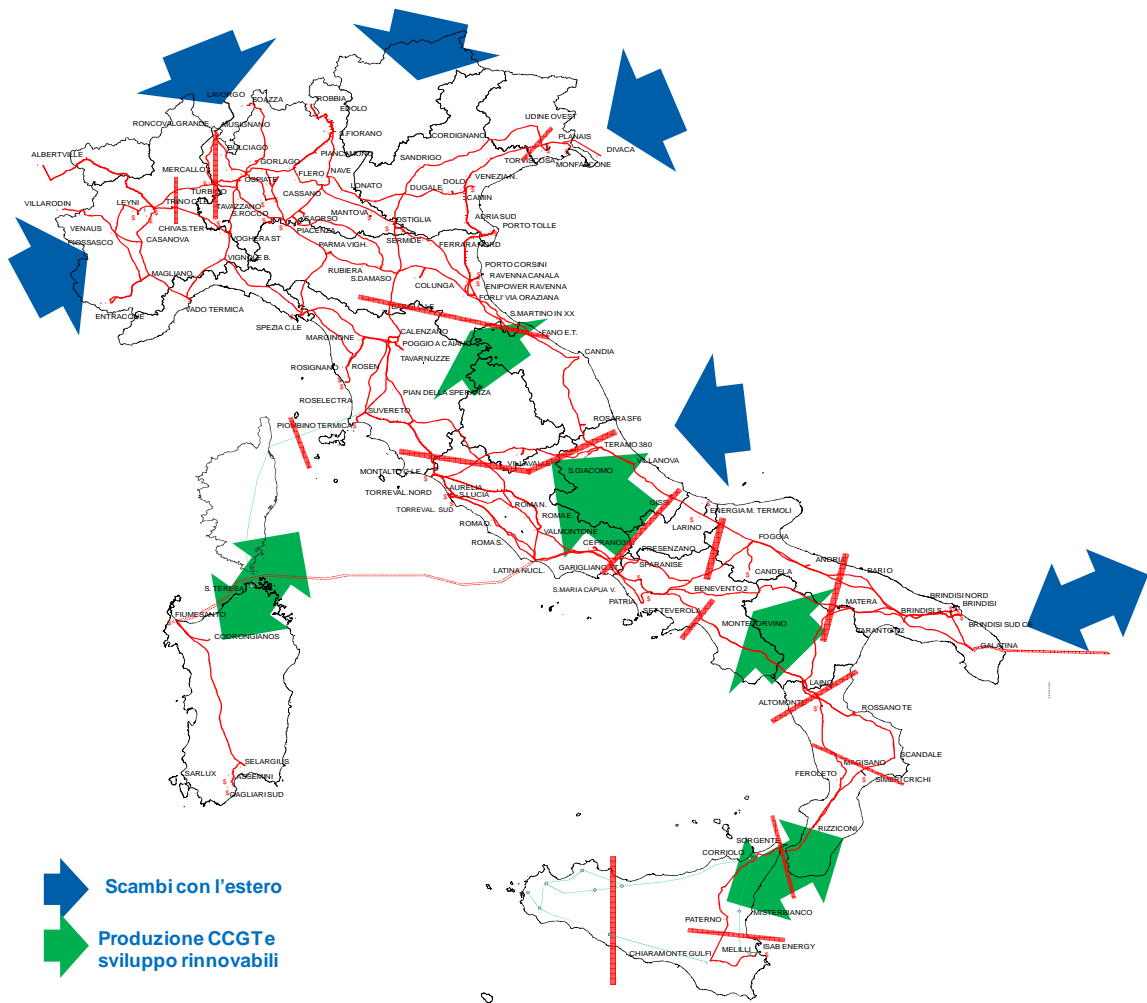 LAVORGO
SOAZZA
ROBBIA
EDOLO
RONCOVALGRANDE
MUSIGNANO
S.FIORANO
UDINE OVEST
CORDIGNANO
PLANAIS
DIVACA
ALBERTVILLE
MERCALLO
BULCIAGO
GORLAGO
PIANCAMUNO
SANDRIGO
TORVISCOSA
MONFALCONE
OSPIATE
FLERO
NAVE
LONATO
DUGALE
DOLO
VENEZIA N.
VILLARODIN
LEYNI
TURBIGO
TRINO C.LE
TAVAZZANO
CASSANO
CAMIN
S.ROCCO
CAORSO
MANTOVA
OSTIGLIA
ADRIA SUD
VENAUS
CHIVAS.TER
PIACENZA
PORTO TOLLE
PIOSSASCO
CASANOVA
VOGHERA ST
PARMA VIGH.
SERMIDE
FERRARA NORD
VIGNOLE B.
MAGLIANO
RUBIERA
S.DAMASO
COLUNGA
PORTO CORSINI
RAVENNA CANALA
ENIPOWER RAVENNA
FORLI' VIA ORAZIANA
ENTRACQUE
VADO TERMICA
SPEZIA C.LE
S.MARTINO IN XX
FANO E.T.
MARGINONE
CALENZANO
POGGIO A CAIANO
TAVARNUZZE
CANDIA
ROSIGNANO
ROSEN
ROSELECTRA
PIAN DELLA SPERANZA
SUVERETO
PIOMBINO TERMICA
ROSARA SF6
TERAMO 380
VILLAVALLE
VILLANOVA
S.GIACOMO
MONTALTO C.LE
AURELIA
S.LUCIA
TORREVAL. NORD
TORREVAL. SUD
ROMA N.
ROMA O.
ROMA E.
ROMA S.
VALMONTONE
CEPRANO
GISSI
ENERGIA M. TERMOLI
LARINO
FOGGIA
PRESENZANO
LATINA NUCL.
GARIGLIANO
SPARANISE
CANDELA
ANDRIA
BARI O
S.MARIA CAPUA V.
BENEVENTO 2
PATRIA
MATERA
BRINDISI NORD
BRINDISI
BRINDISI S.
BRINDISI SUD CE
SET TEVEROLA
MONTECORVINO
TARANTO N2
GALATINA
S. TERESA
FIUMESANTO
CODRONGIANOS
LAINO
ALTOMONTE
ROSSANO TE
SCANDALE
MAGISANO
FEROLETO
SIMERI CRICHI
SELARGIUS
SARLUX
ASSEMINI
CAGLIARI SUD
RIZZICONI
SORGENTE
CORRIOLO
MISTERBIANCO
PATERNO
CHIARAMONTE GULFI
MELILLI
ISAB ENERGY
Scambi con l'estero
Produzione CCGT e
sviluppo rinnovabili